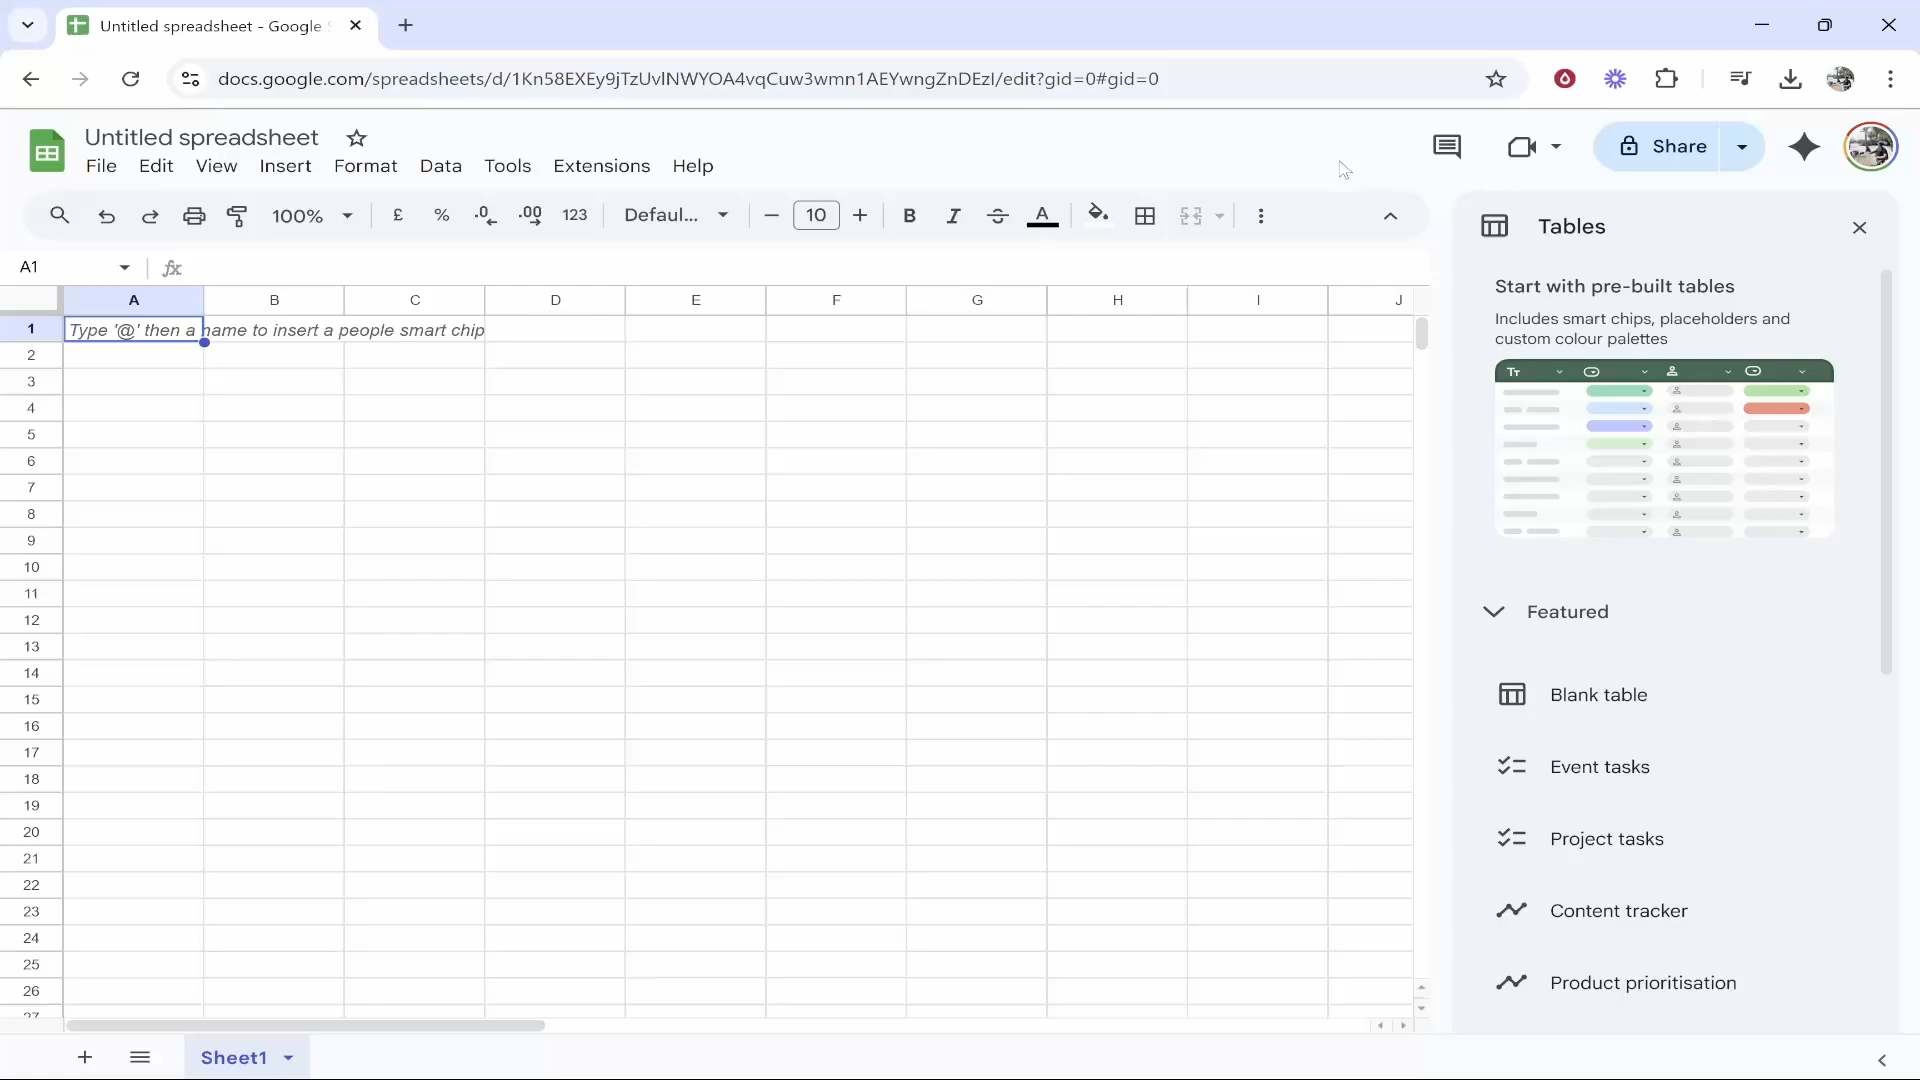 Untitled spreadsheet - Google S
docs.google.com/spreadsheets/d/1Kn58EXEy9jTzUvlNWYOA4vqCuw3wmn1AEYwngZnDEzI/edit?gid=0#gid=0
Untitled spreadsheet
File Edit View Insert Format Data Tools Extensions Help
Share
100% £ % .0 .00 123 Defaul... 10 B I S A
A1 fx
A B C D E F G H I J
1 Type '@' then a name to insert a people smart chip
2
3
4
5
6
7
8
9
10
11
12
13
14
15
16
17
18
19
20
21
22
23
24
25
26
27
Tables
Start with pre-built tables
Includes smart chips, placeholders and
custom colour palettes
Tт
Featured
Blank table
Event tasks
Project tasks
Content tracker
Product prioritisation
Sheet1